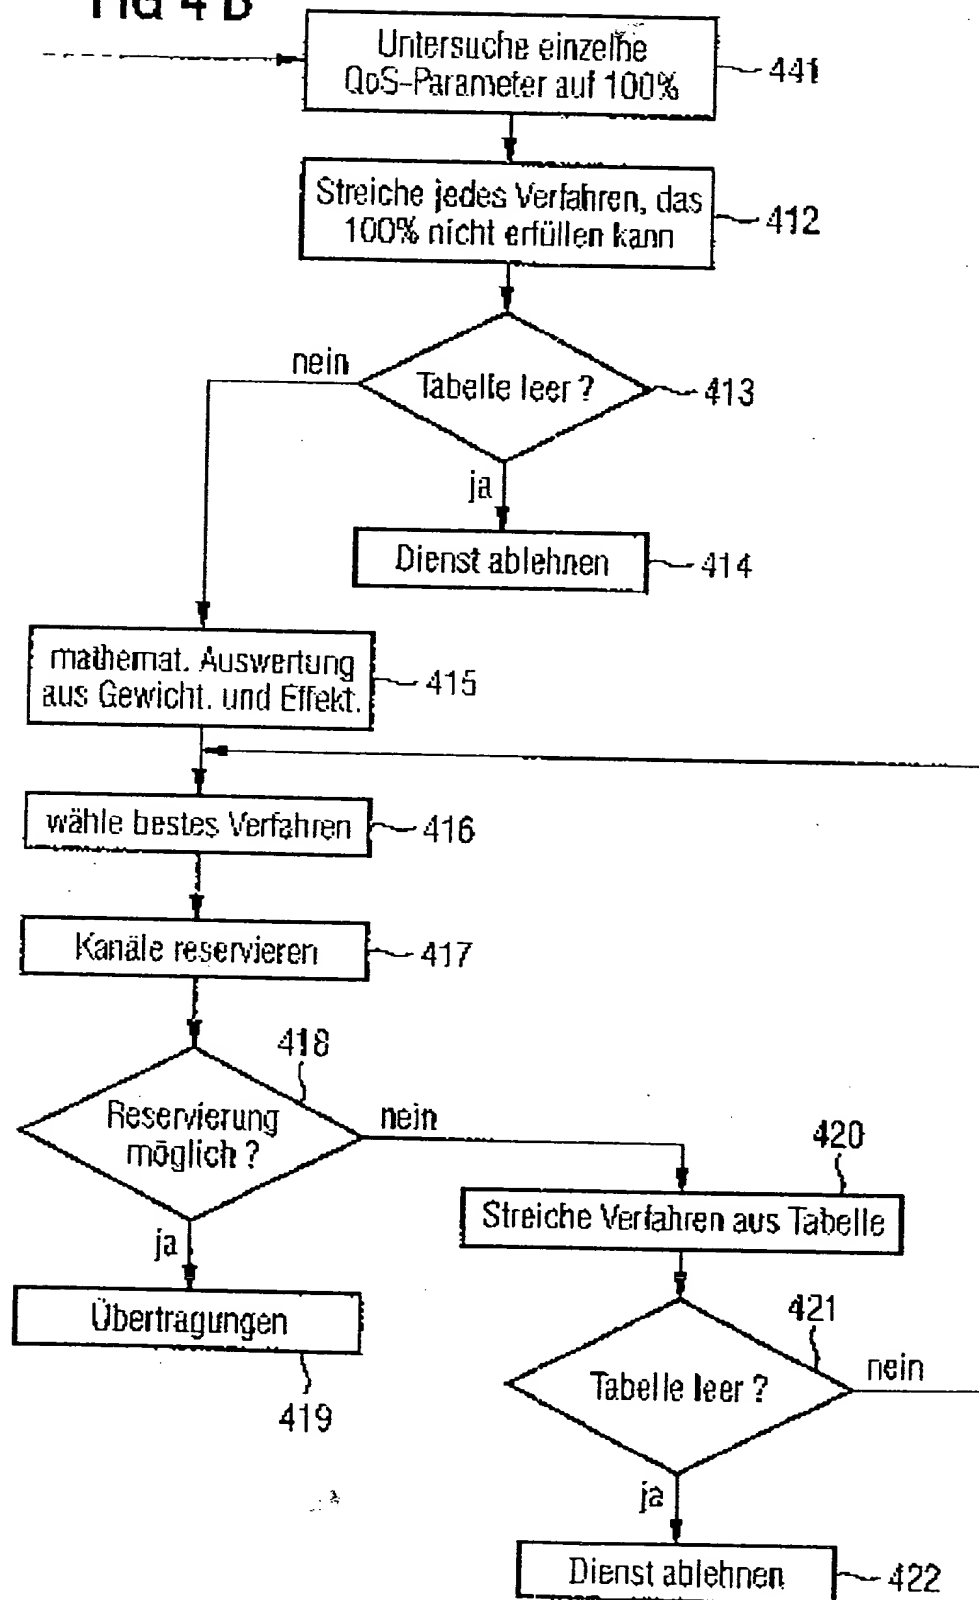 FIG 4 B
Untersuche einzelne
QoS-Parameter auf 100%
441
Streiche jedes Verfahren, das
100% nicht erfüllen kann
412
nein
Tabelle leer ?
413
ja
Dienst ablehnen
414
mathemat. Auswertung
aus Gewicht. und Effekt.
415
wähle bestes Verfahren
416
Kanäle reservieren
417
418
Reservierung
möglich ?
nein
ja
420
Streiche Verfahren aus Tabelle
Übertragungen
419
421
Tabelle leer ?
nein
ja
Dienst ablehnen
422